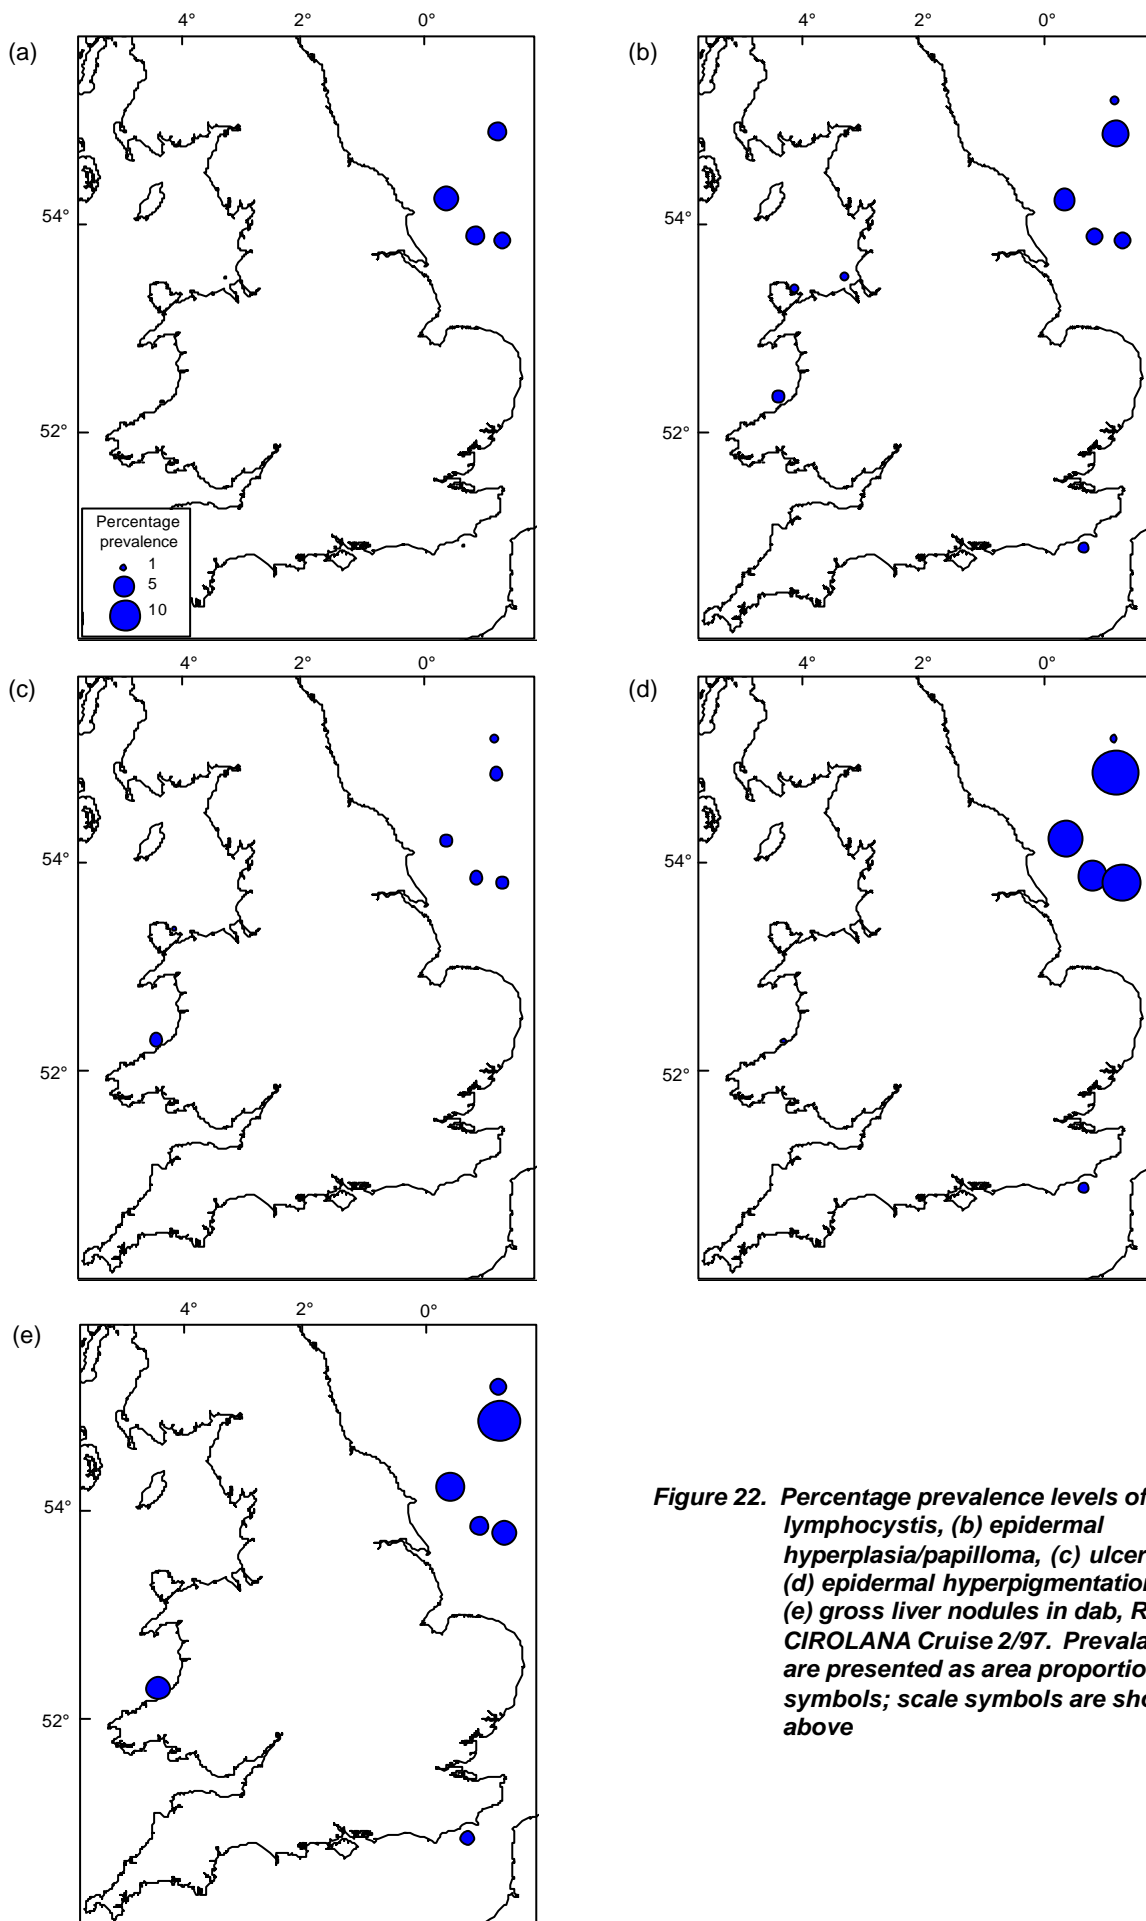 4° 2° 0°
(a)
54°
52°
Percentage
prevalence
1
5
10
4° 2° 0°
(b)
54°
52°
4° 2° 0°
(c)
54°
52°
4° 2° 0°
(d)
54°
52°
4° 2° 0°
(e)
54°
52°
Figure 22. Percentage prevalence levels of
lymphocystis, (b) epidermal
hyperplasia/papilloma, (c) ulcer
(d) epidermal hyperpigmentation
(e) gross liver nodules in dab, R
CIROLANA Cruise 2/97. Prevala
are presented as area proportio
symbols; scale symbols are sho
above